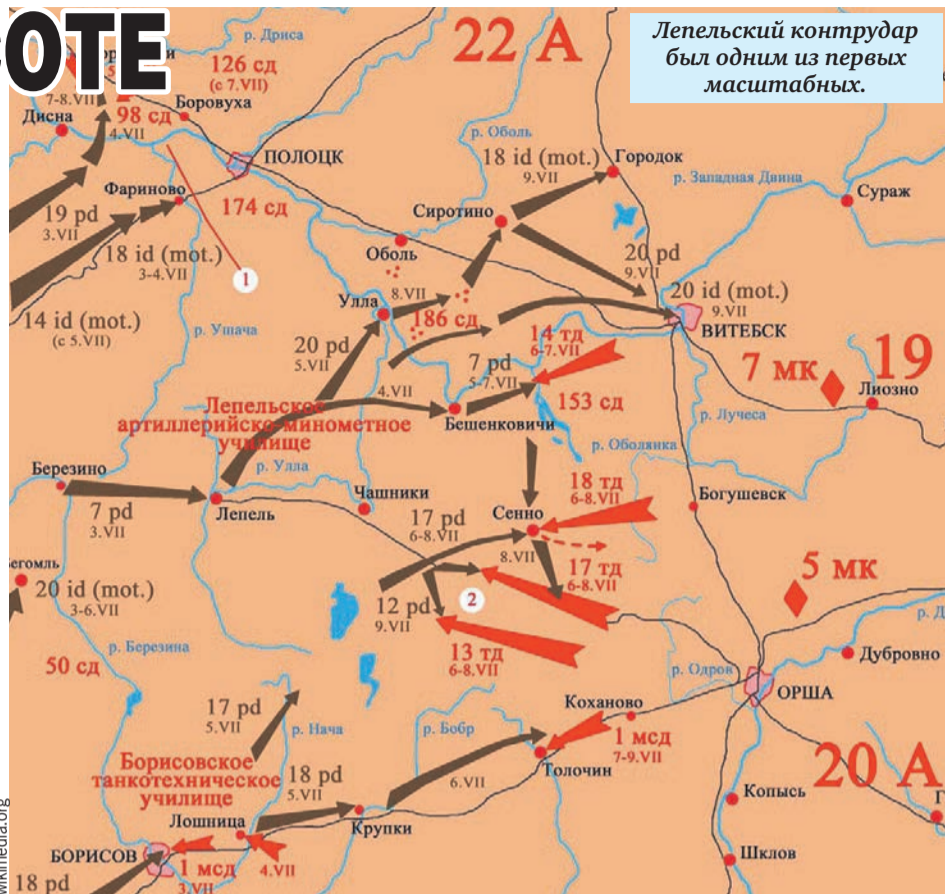 СОТЕ
Лепельский контрудар
был одним из первых
масштабных.
р. Дриса
22 А
126 сд
(с 7.VII)
7-8.VII
98 сд
4.VII
Боровуха
Дисна
ПОЛОЦК
р. Оболь
18 id (mot.)
9.VII
Городок
р. Западная Двина
Сураж
Фариново
174 сд
Сиротино
19 pd
3.VII
18 id (mot.)
3-4.VII
Оболь
20 pd
9.VII
1
8.VII
20 id (mot.)
9.VII
Улла
186 сд
ВИТЕБСК
14 id (mot.)
(с 5.VII)
р. Ушача
14 тд
6-7.VII
20 pd
5.VII
7 pd
5-7.VII
4.VII
7 мк
19
Лиозно
153 сд
Лепельское
артиллерийско-минометное
училище
Бешенковичи
р. Лучеса
р. Оболянка
Березино
р. Улла
18 тд
6-8.VII
Чашники
Богушевск
Лепель
7 pd
3.VII
17 pd
6-8.VII
Сенно
8.VII
17 тд
6-8.VII
5 мк
20 id (mot.)
3-6.VII
12 pd
9.VII
2
13 тд
6-8.VII
50 сд
р. Березина
р. Одров
Дубровно
ОРША
17 pd
5.VII
р. Нача
р. Бобр
Коханово
1 мсд
7-9.VII
Борисовское
танкотехническое
училище
18 pd
5.VII
6.VII
Толочин
20 А
Копысь
Лошница
Крупки
БОРИСОВ
1 мсд
3.VII
4.VII
Шклов
18 pd
wikimedia.org